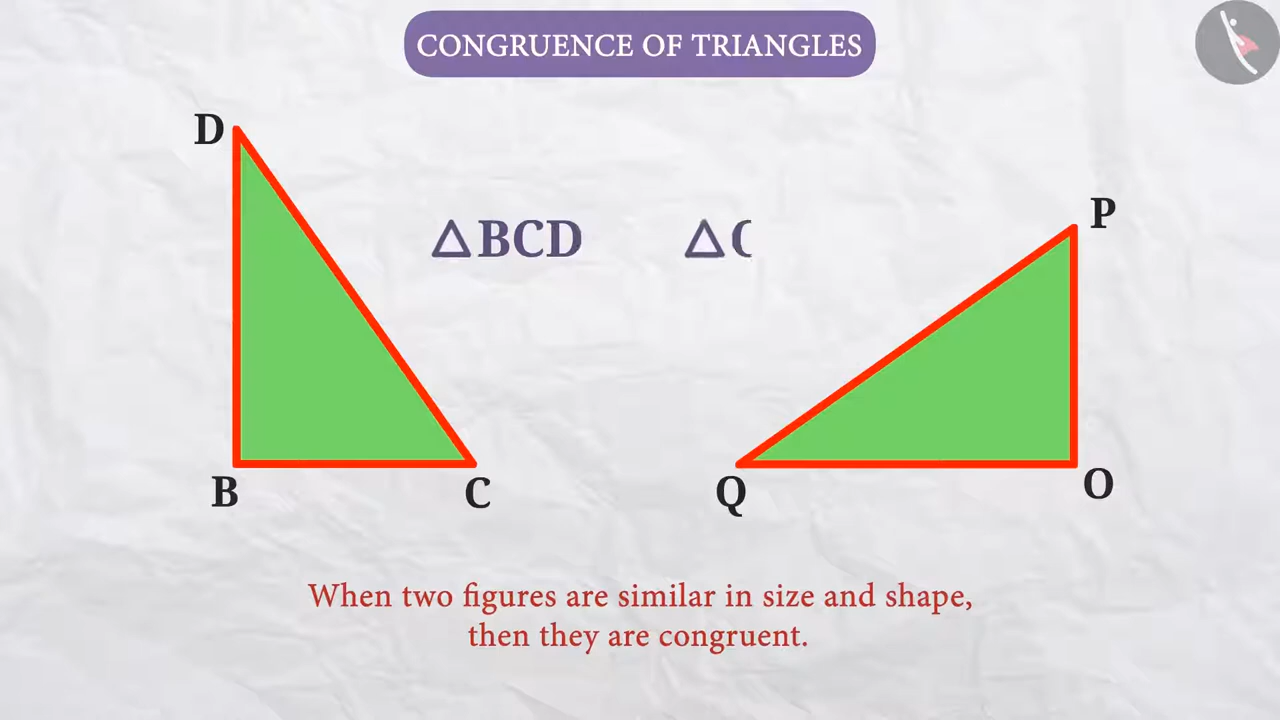 CONGRUENCE OF TRIANGLES
D
P
△BCD △
B
C
Q
O
When two figures are similar in size and shape,
then they are congruent.